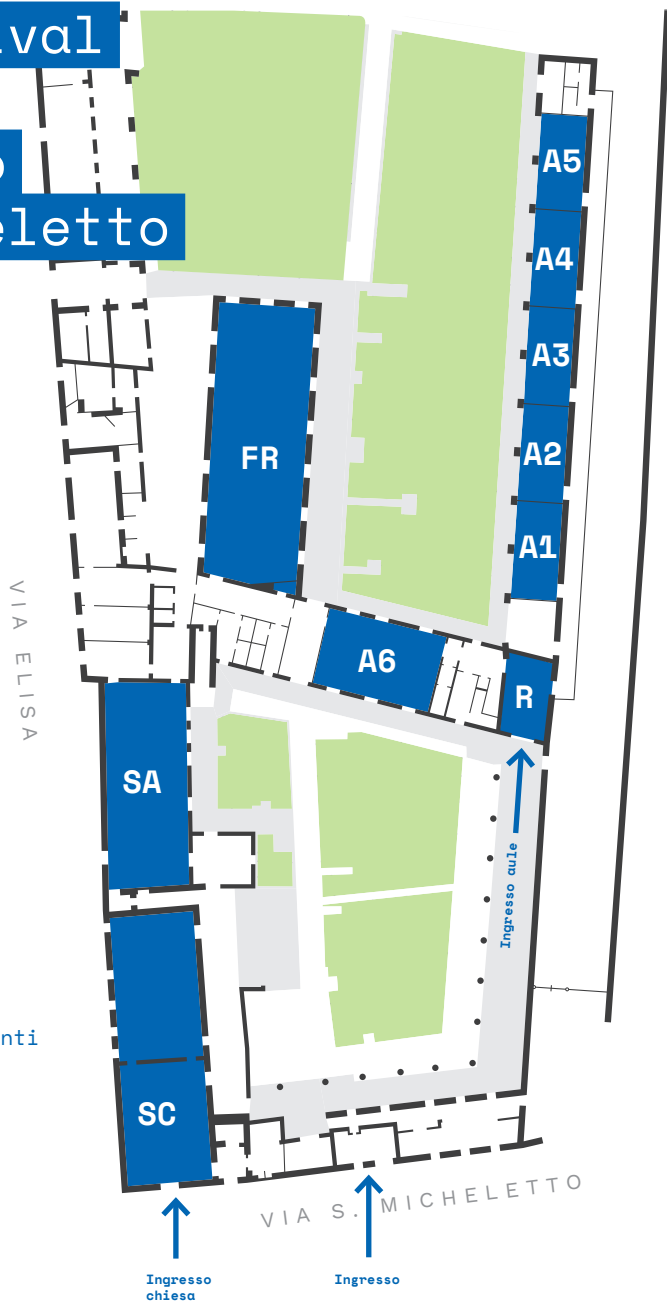 ival
o
eletto
A5
A4
A3
FR
A2
A1
VIA ELISA
A6
R
SA
Ingresso aule
nti
SC
VIA S. MICHELETTO
Ingresso
chiesa
Ingresso